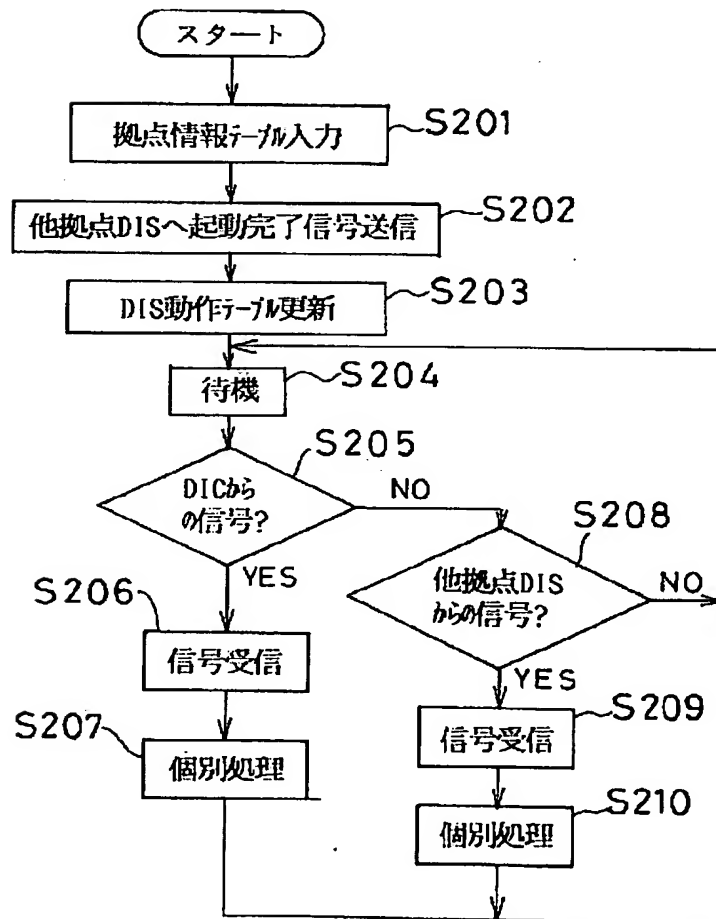 スタート
拠点情報テーブル入力
S201
他拠点DISへ起動完了信号送信
S202
DIS動作テーブル更新
S203
待機
S204
DICから
の信号?
S205
NO
YES
他拠点DIS
からの信号?
S208
NO
YES
S206
信号受信
S207
個別処理
S209
信号受信
S210
個別処理